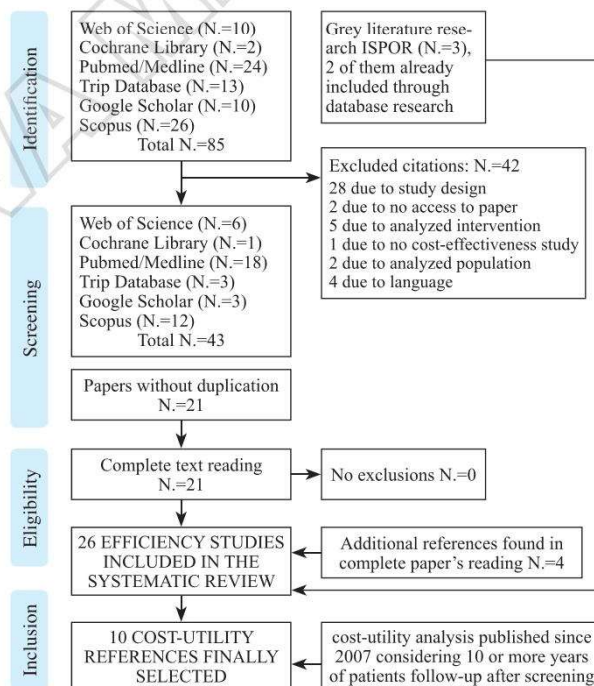 Identification
Web of Science (N.=10)
Cochrane Library (N.=2)
Pubmed/Medline (N.=24)
Trip Database (N.=13)
Google Scholar (N.=10)
Scopus (N.=26)
Total N.=85
Grey literature rese-
arch ISPOR (N.=3),
2 of them already
included through
database research
Excluded citations: N.=42
28 due to study design
2 due to no access to paper
5 due to analyzed intervention
1 due to no cost-effectiveness study
2 due to analyzed population
4 due to language
Screening
Web of Science (N.=6)
Cochrane Library (N.=1)
Pubmed/Medline (N.=18)
Trip Database (N.=3)
Google Scholar (N.=3)
Scopus (N.=12)
Total N.=43
Papers without duplication
N.=21
Eligibility
Complete text reading
N.=21
No exclusions N.=0
26 EFFICIENCY STUDIES
INCLUDED IN THE
SYSTEMATIC REVIEW
Additional references found in
complete paper's reading N.=4
Inclusion
10 COST-UTILITY
REFERENCES FINALLY
SELECTED
cost-utility analysis published since
2007 considering 10 or more years
of patients follow-up after screening